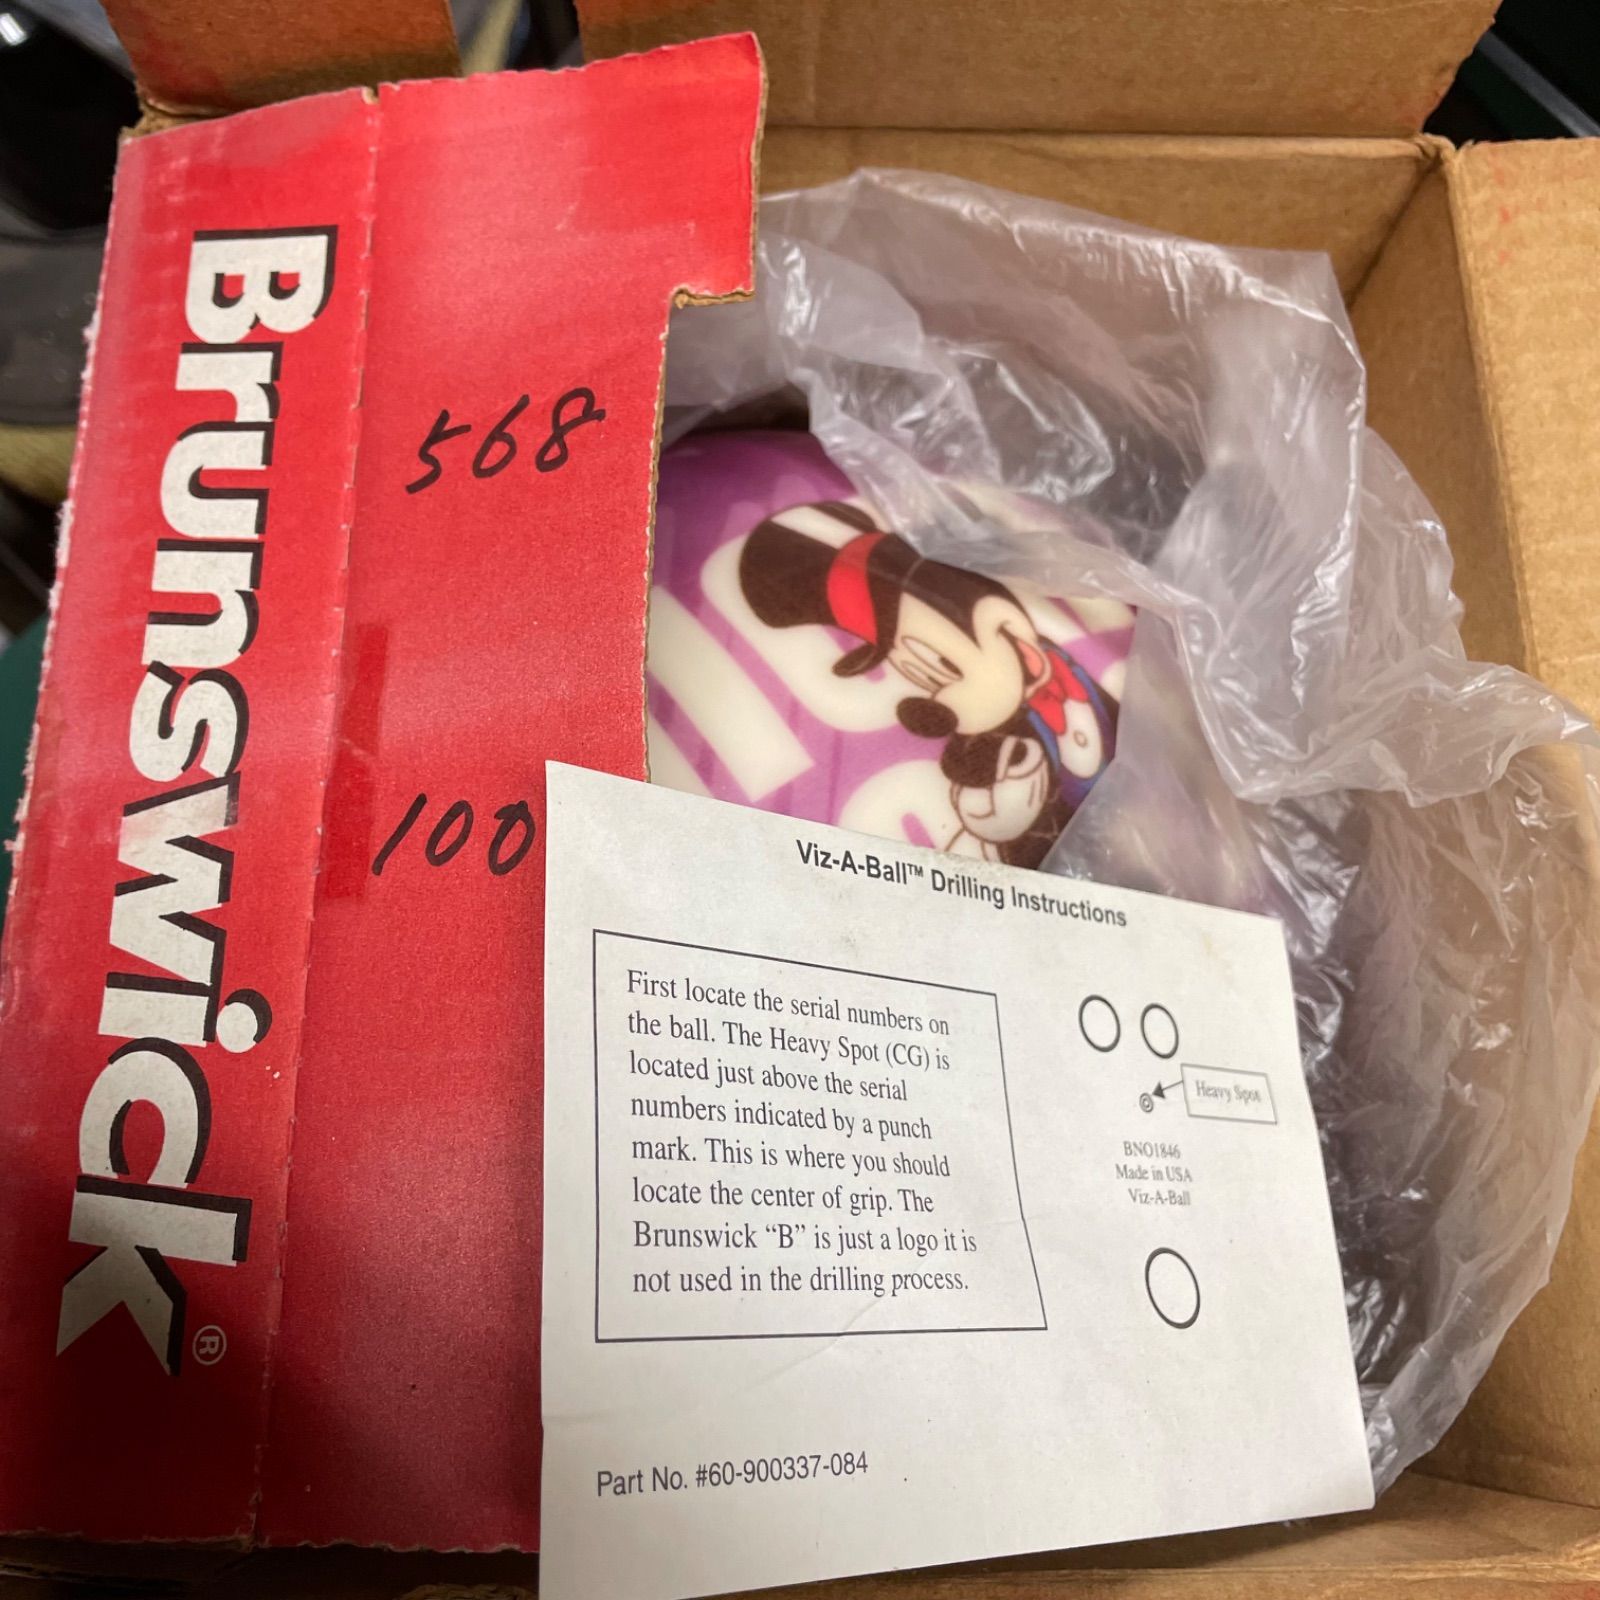 Brunswick®
568
100
Viz-A-Ball™ Drilling Instructions
First locate the serial numbers on
the ball. The Heavy Spot (CG) is
located just above the serial
numbers indicated by a punch
mark. This is where you should
locate the center of grip. The
Brunswick “B” is just a logo it is
not used in the drilling process.
Heavy Spot
BNO1846
Made in USA
Viz-A-Ball
Part No. #60-900337-084